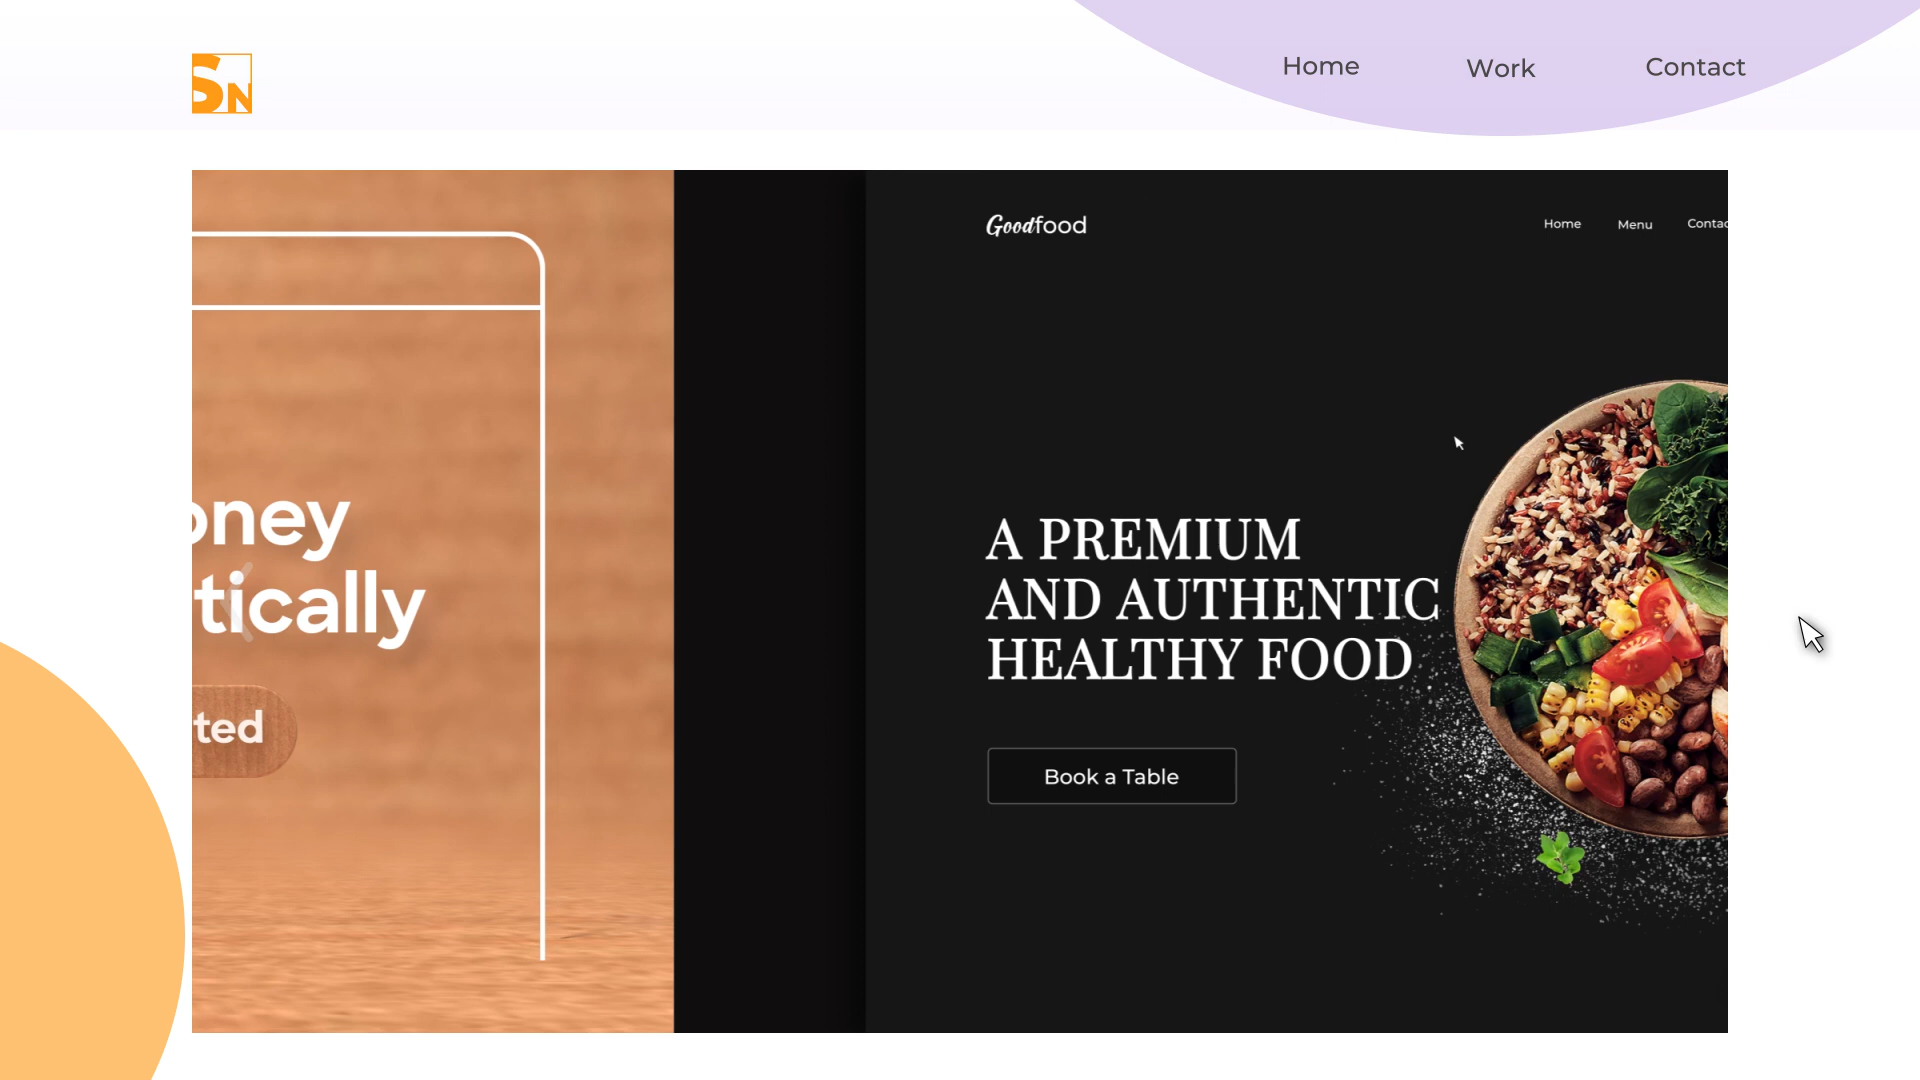 SN
Home
Work
Contact
Goodfood
Home
Menu
Contac
oney
tically
ted
A PREMIUM
AND AUTHENTIC
HEALTHY FOOD
Book a Table